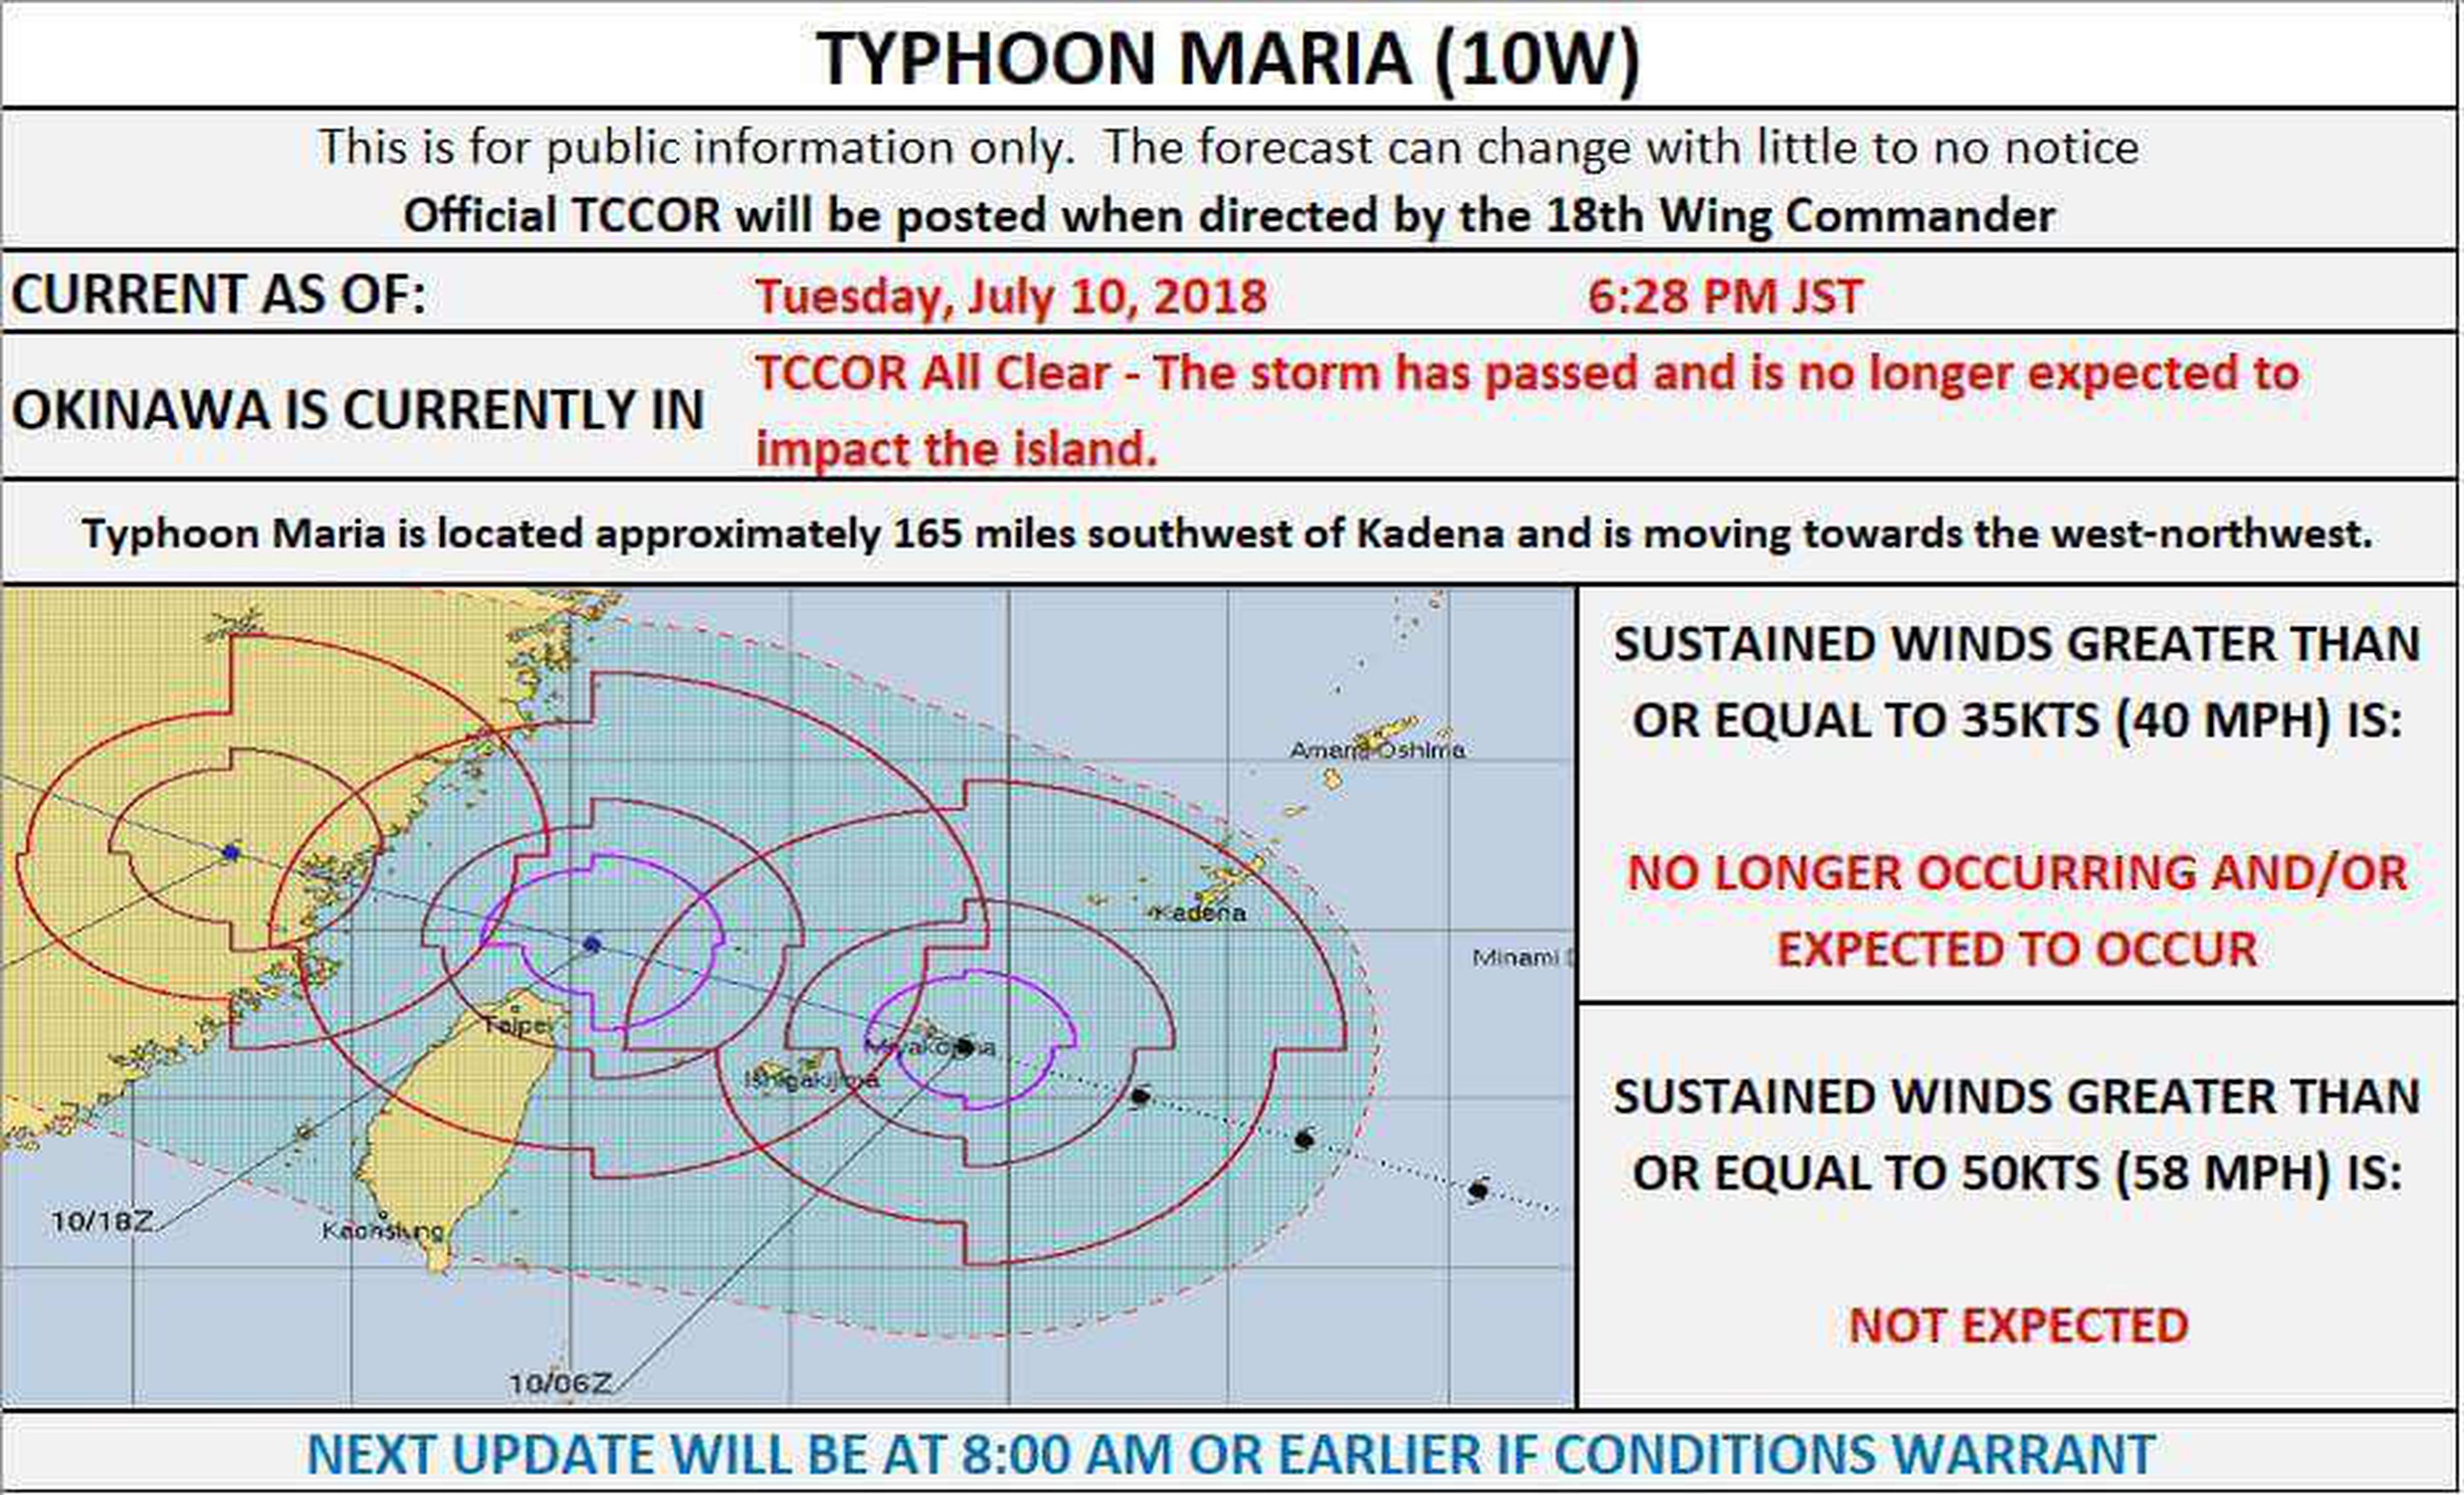 TYPHOON MARIA (10W)
This is for public information only.  The forecast can change with little to no notice
Official TCCOR will be posted when directed by the 18th Wing Commander
CURRENT AS OF: Tuesday, July 10, 2018 6:28 PM JST
OKINAWA IS CURRENTLY IN
TCCOR All Clear - The storm has passed and is no longer expected to
impact the island.
Typhoon Maria is located approximately 165 miles southwest of Kadena and is moving towards the west-northwest.
Amami Oshima
Kadena
Minami
Taipei
Miyakojima
Ishigakijima
10/18Z
Kaohsiung
10/06Z
SUSTAINED WINDS GREATER THAN
OR EQUAL TO 35KTS (40 MPH) IS:
NO LONGER OCCURRING AND/OR
EXPECTED TO OCCUR
SUSTAINED WINDS GREATER THAN
OR EQUAL TO 50KTS (58 MPH) IS:
NOT EXPECTED
NEXT UPDATE WILL BE AT 8:00 AM OR EARLIER IF CONDITIONS WARRANT